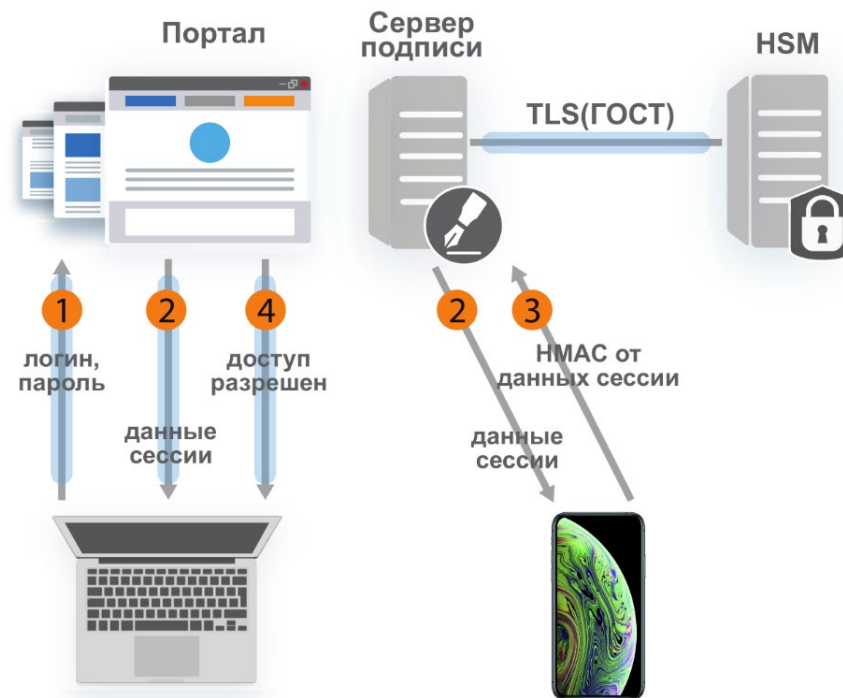 Портал
Сервер
подписи
HSM
TLS(ГОСТ)
1
2
4
2
3
логин,
пароль
доступ
разрешен
HMAC от
данных сессии
данные
сессии
данные
сессии